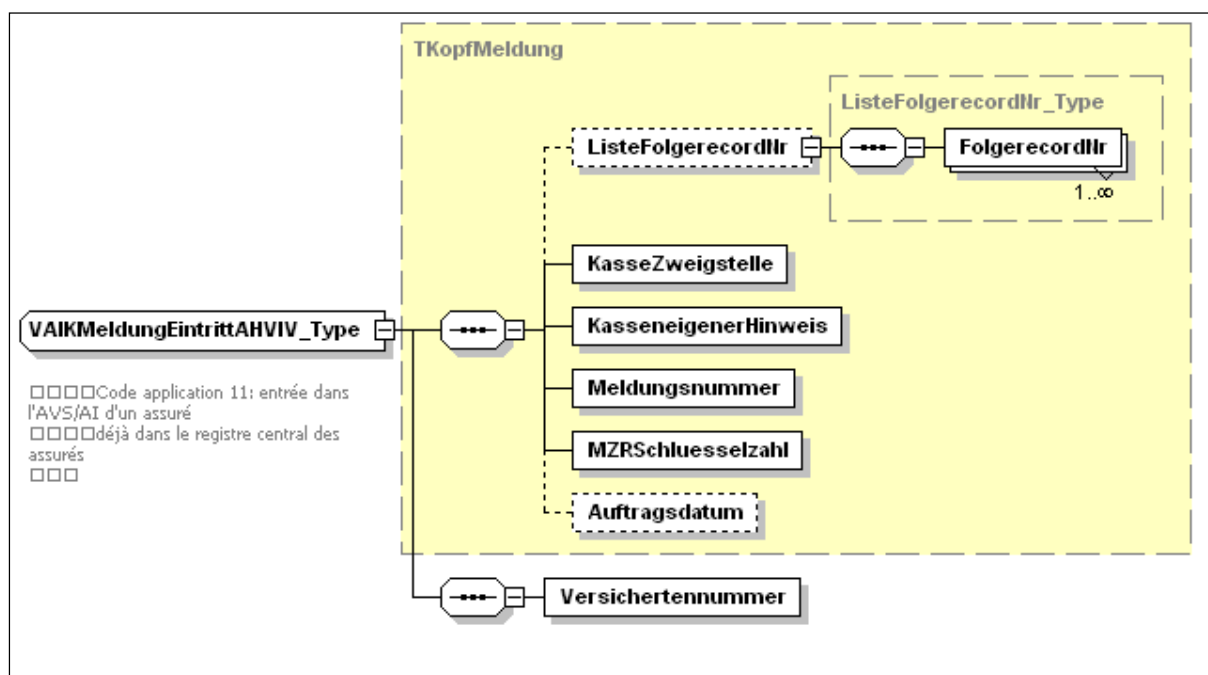 TKopfMeldung
ListeFolgerecordNr_Type
ListeFolgerecordNr
FolgerecordNr
1..∞
KasseZweigstelle
KasseneigenerHinweis
VAIKMeldungEintrittAHVIV_Type
Meldungsnummer
□□□□Code application 11: entrée dans
l'AVS/AI d'un assuré
□□□□déjà dans le registre central des
assurés
□□□
MZRSchluesselzahl
Auftragsdatum
Versichertennummer